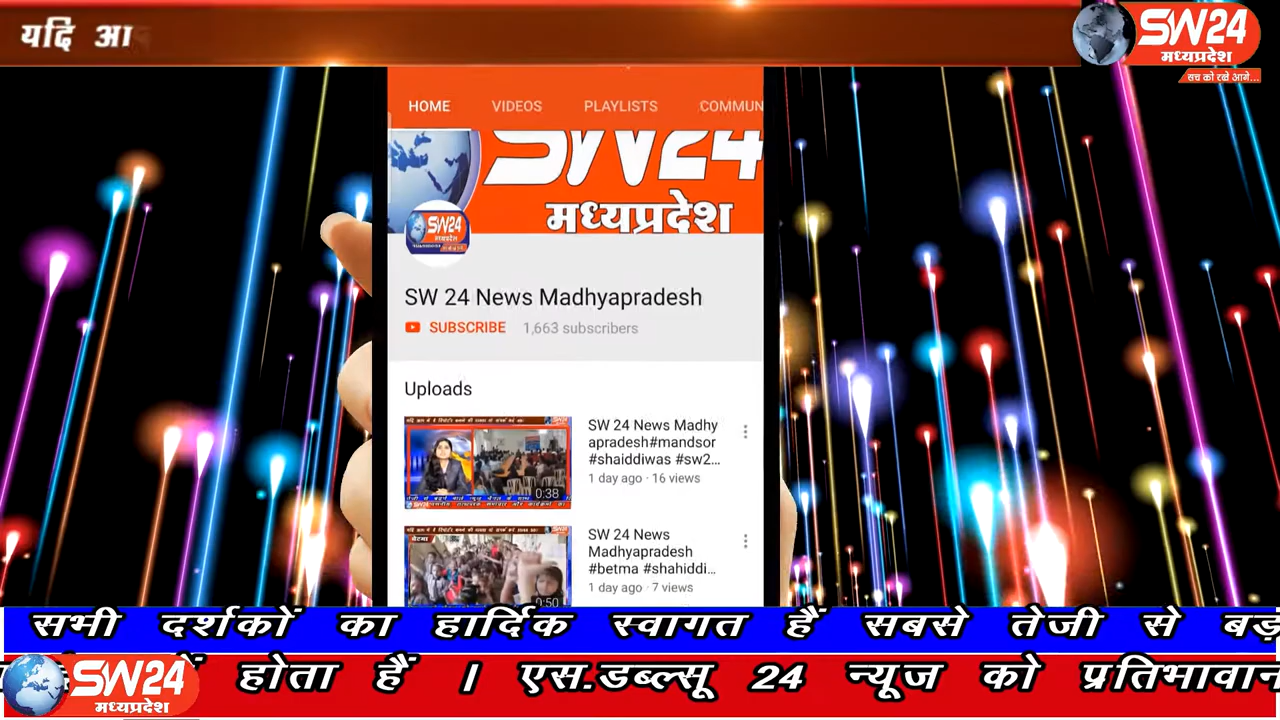 यदि आ
SW24
मध्यप्रदेश
सच को रखे आगे...
HOME VIDEOS PLAYLISTS COMMUN
SW24
मध्यप्रदेश
SW24
SW 24 News Madhyapradesh
SUBSCRIBE 1,663 subscribers
Uploads
SW 24 News Madhy
apradesh#mandsor
#shaiddiwas #sw2...
1 day ago · 16 views
0:38
SW 24 News
Madhyapradesh
#betma #shahiddi...
1 day ago · 7 views
0:50
सभी दर्शकों का हार्दिक स्वागत हैं सबसे तेजी से बड़
होता हैं । एस.डब्ल्सू 24 न्यूज को प्रतिभावान
SW24
मध्यप्रदेश